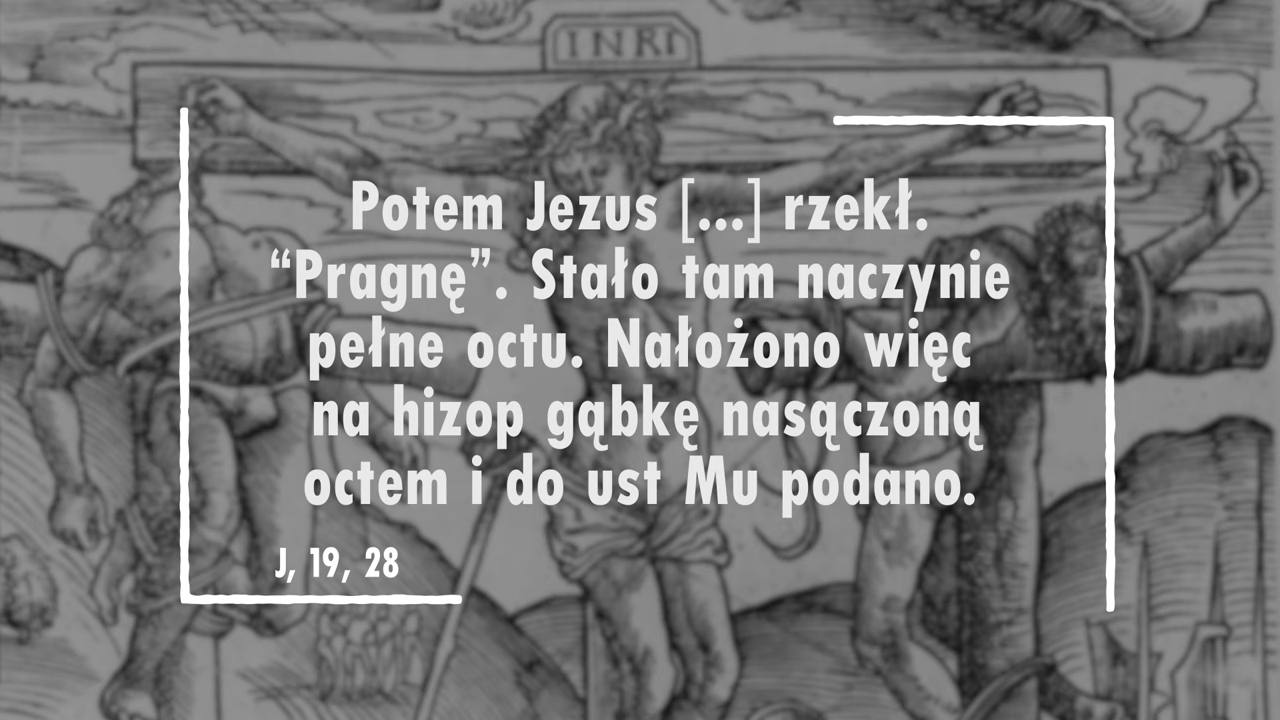 INRI
Potem Jezus [...] rzekł.
“Pragnę”. Stało tam naczynie
pełne octu. Nałożono więc
na hizop gąbkę nasączoną
octem i do ust Mu podano.
J, 19, 28